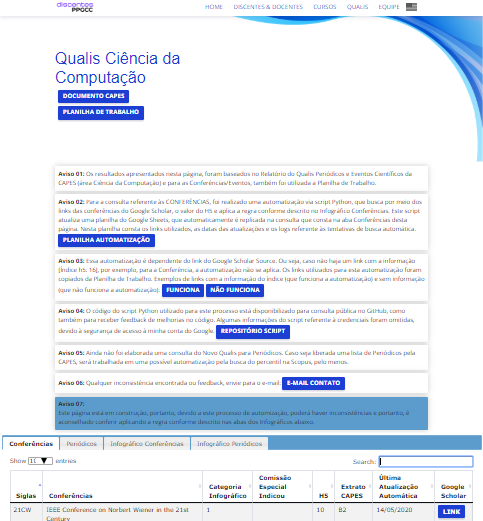 discentes
PPGCC
HOME DISCENTES & DOCENTES CURSOS QUALIS EQUIPE
Qualis Ciência da
Computação
DOCUMENTO CAPES
PLANILHA DE TRABALHO
Aviso 01: Os resultados apresentados nesta página, foram baseados no Relatório do Qualis Periódicos e Eventos Científicos da
CAPES (área Ciência da Computação) e para as Conferências/Eventos, também foi utilizada a Planilha de Trabalho.
Aviso 02: Para a consulta referente às CONFERÊNCIAS, foi realizado uma automatização via script Python, que busca por meio dos
links das conferências do Google Scholar, o valor do H5 e aplica a regra conforme descrito no Infográfico Conferências. Este script
atualiza uma planilha do Google Sheets, que automaticamente é replicada na consulta que consta na aba Conferências desta
página. Nesta planilha consta os links utilizados, as datas das atualizações e os logs referente as tentativas de busca automática.
PLANILHA AUTOMATIZAÇÃO
Aviso 03: Essa automatização é dependente do link do Google Scholar Source. Ou seja, caso não haja um link com a informação
(Índice h5: 16), por exemplo, para a Conferência, a automatização não se aplica. Os links utilizados para esta automatização foram
copiados da Planilha de Trabalho. Exemplos de links com a informação do índice (que funciona a automatização) e sem informação
(que não funciona a automatização): FUNCIONA NÃO FUNCIONA
Aviso 04: O código do script Python utilizado para este processo está disponibilizado para consulta pública no GitHub, como
também para receber feedback de melhorias no código. Algumas informações do script referente à credenciais foram omitidas,
devido à segurança de acesso à minha conta do Google. REPOSITÓRIO SCRIPT
Aviso 05: Ainda não foi elaborada uma consulta do Novo Qualis para Periódicos. Caso seja liberada uma lista de Periódicos pela
CAPES, será trabalhada em uma possível automatização pela busca do percentil na Scopus, pelo menos.
Aviso 06: Qualquer inconsistência encontrada ou feedback, envie para o e-mail: E-MAIL CONTATO
Aviso 07:
Esta página está em construção, portanto, devido a este processo de automatização, poderá haver inconsistências e portanto, é
aconselhado conferir aplicando a regra conforme descrito nas abas dos infográficos abaixo.
Conferências Periódicos Infográfico Conferências Infográfico Periódicos
Show 10 entries Search:
Siglas Conferências Categoria Infográfico Comissão Especial Indicou H5 Extrato CAPES Última Atualização Automática Google Scholar
21CW IEEE Conference on Norbert Wiener in the 21st 1 10 B2 14/05/2020 LINK
Century